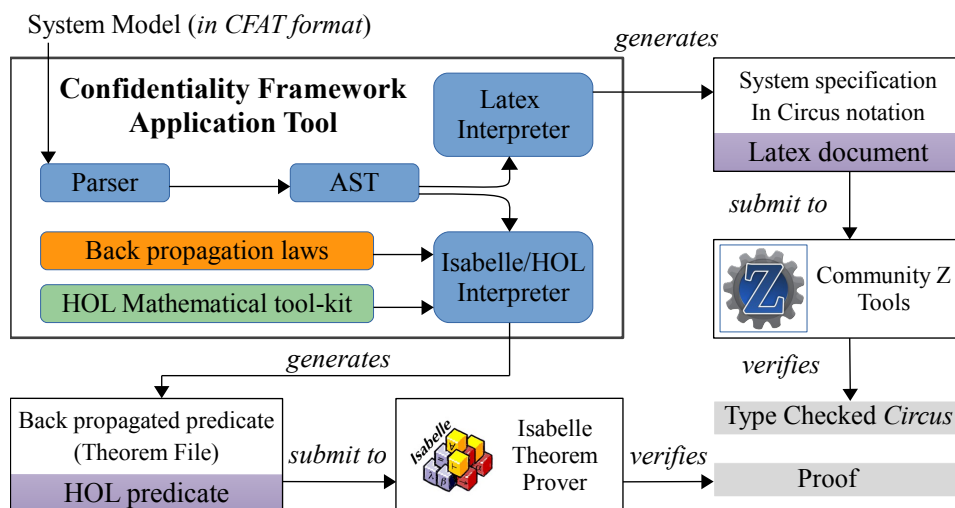 System Model (in CFAT format)
generates
Confidentiality Framework
Application Tool
Latex
Interpreter
System specification
In Circus notation
Latex document
Parser
AST
submit to
Back propagation laws
Isabelle/HOL
Interpreter
HOL Mathematical tool-kit
Z
Community Z
Tools
generates
verifies
Back propagated predicate
(Theorem File)
HOL predicate
submit to
Isabelle
Isabelle
Theorem
Prover
verifies
Type Checked Circus
Proof